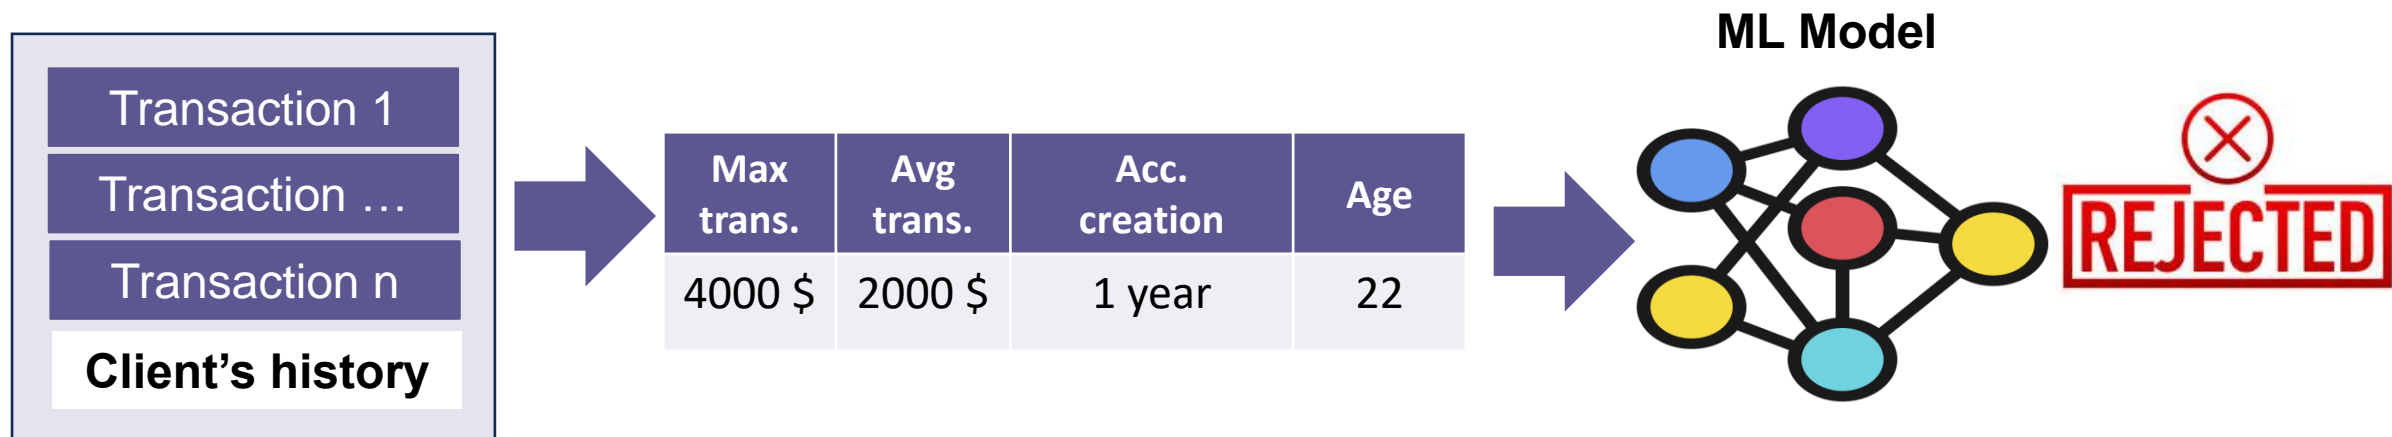 Transaction 1
Transaction …
Transaction n
Client’s history
Max trans.
Avg trans.
Acc. creation
Age
4000 $
2000 $
1 year
22
ML Model
REJECTED